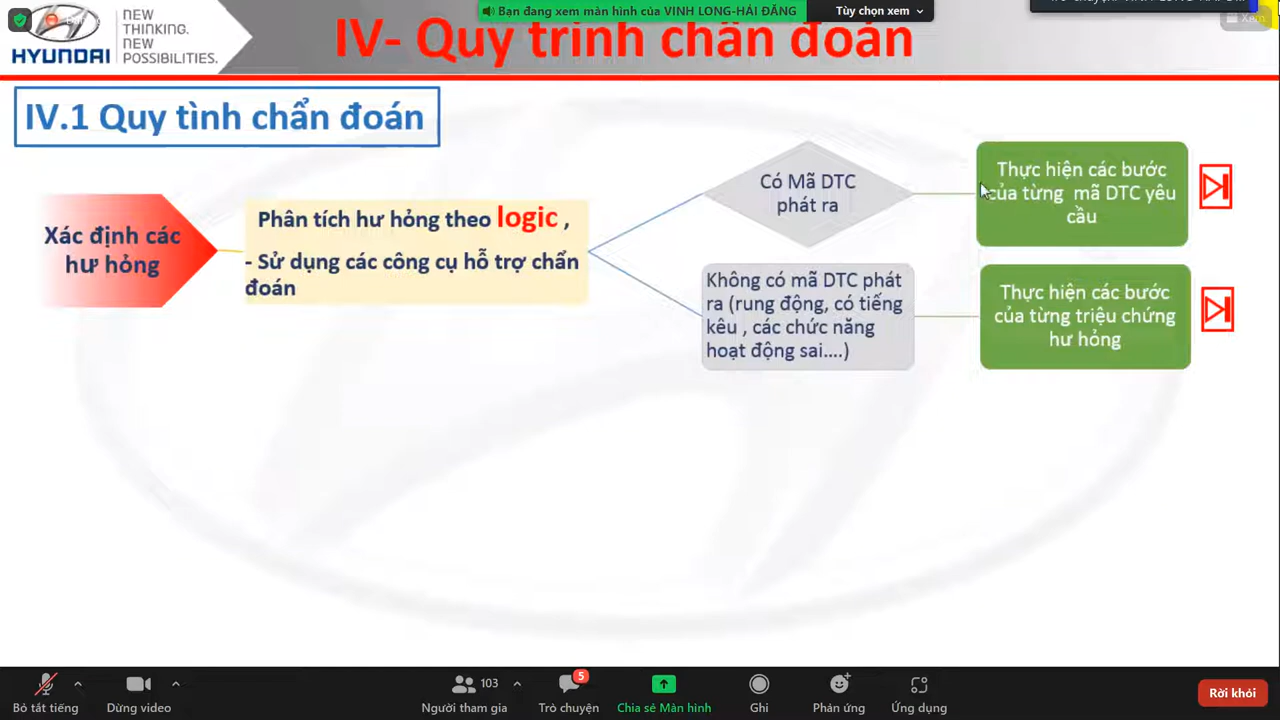 Bạn đang xem màn hình của VINH LONG-HẢI ĐĂNG
Tùy chọn xem
Xem
HYUNDAI
NEW
THINKING.
NEW
POSSIBILITIES.
IV- Quy trình chẩn đoán
IV.1 Quy tình chẩn đoán
Xác định các
hư hỏng
Phân tích hư hỏng theo logic ,
- Sử dụng các công cụ hỗ trợ chẩn
đoán
Có Mã DTC
phát ra
Thực hiện các bước
của từng mã DTC yêu
cầu
Không có mã DTC phát
ra (rung động, có tiếng
kêu , các chức năng
hoạt động sai....)
Thực hiện các bước
của từng triệu chứng
hư hỏng
Bỏ tắt tiếng
Dừng video
103
Người tham gia
5
Trò chuyện
Chia sẻ Màn hình
Ghi
Phản ứng
Ứng dụng
Rời khỏi